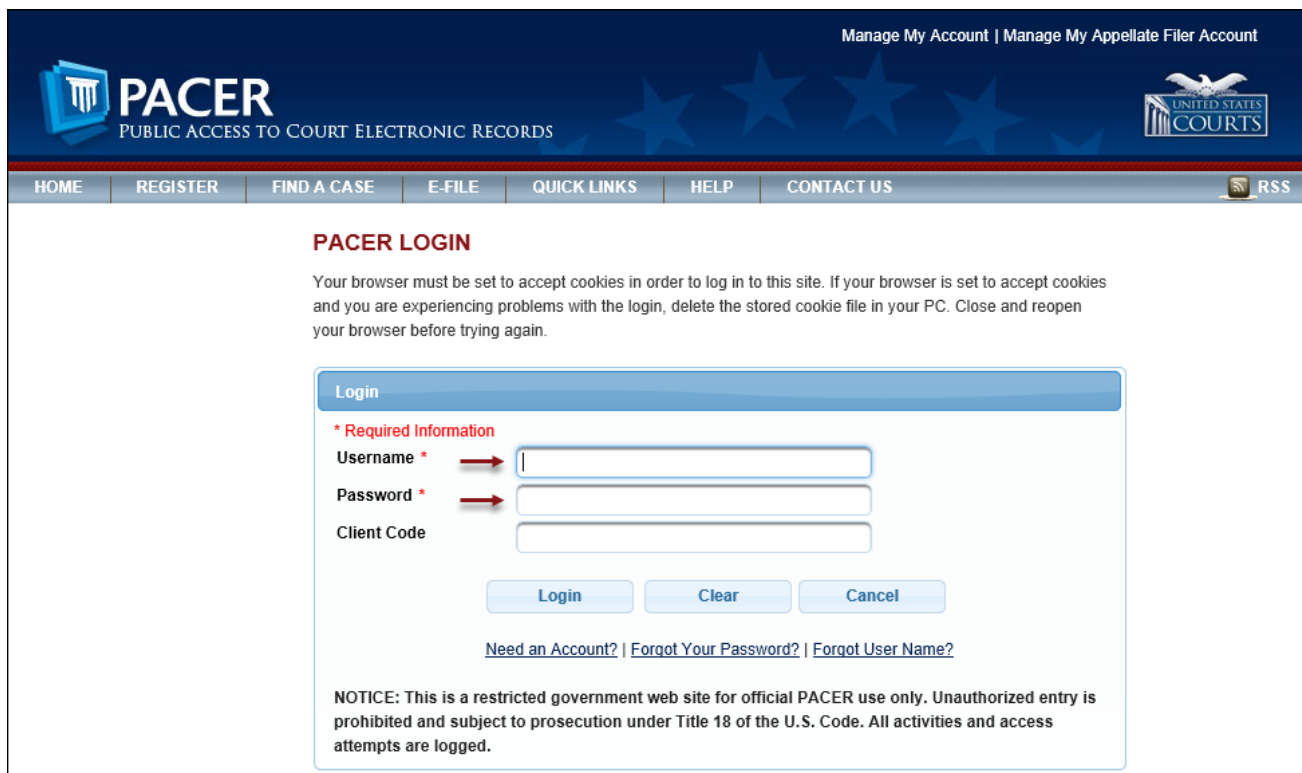 Manage My Account | Manage My Appellate Filer Account
PACER
PUBLIC ACCESS TO COURT ELECTRONIC RECORDS
UNITED STATES
COURTS
HOME REGISTER FIND A CASE E-FILE QUICK LINKS HELP CONTACT US RSS
PACER LOGIN
Your browser must be set to accept cookies in order to log in to this site. If your browser is set to accept cookies
and you are experiencing problems with the login, delete the stored cookie file in your PC. Close and reopen
your browser before trying again.
Login
* Required Information
Username *
Password *
Client Code
Login Clear Cancel
Need an Account? | Forgot Your Password? | Forgot User Name?
NOTICE: This is a restricted government web site for official PACER use only. Unauthorized entry is
prohibited and subject to prosecution under Title 18 of the U.S. Code. All activities and access
attempts are logged.